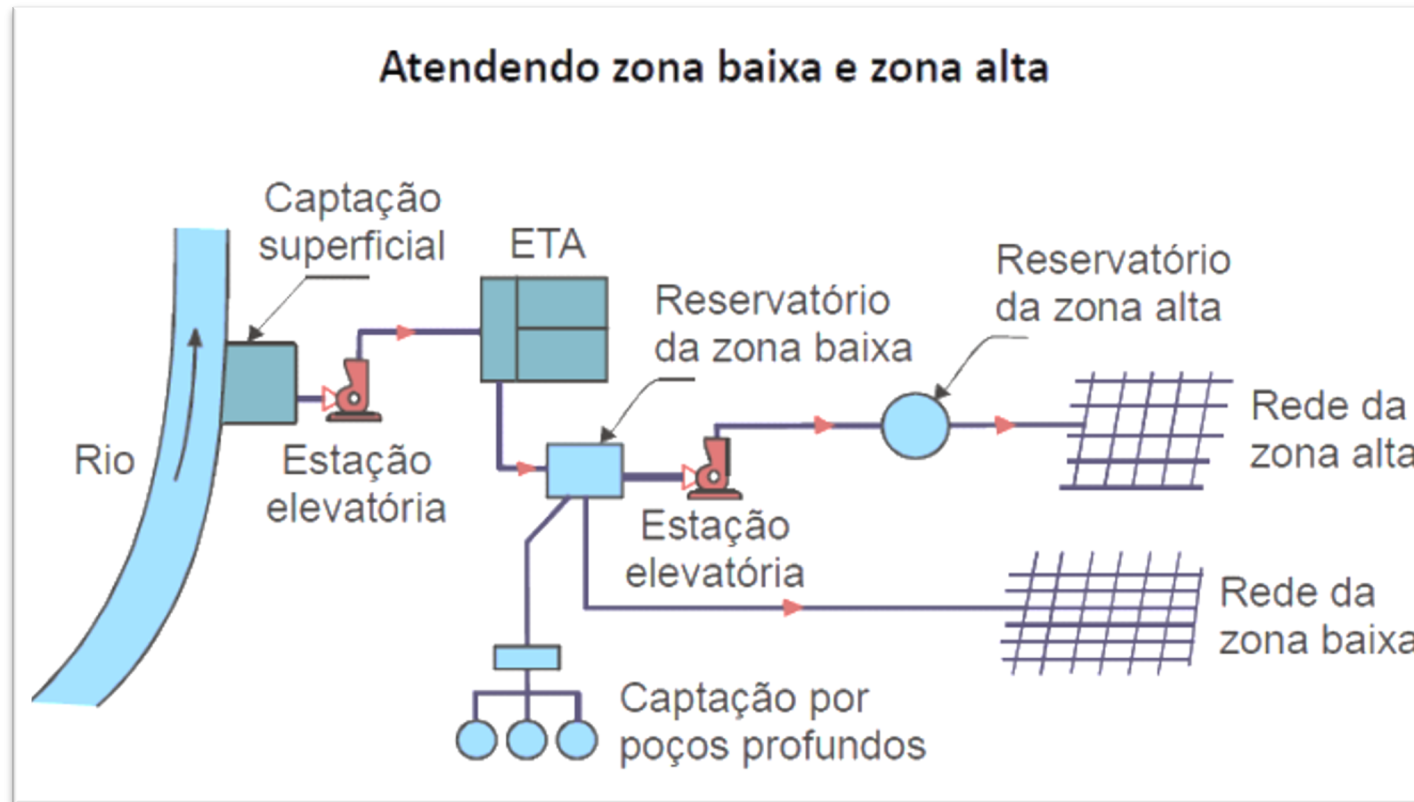 Atendendo zona baixa e zona alta
Captação
superficial
ETA
Reservatório
da zona baixa
Reservatório
da zona alta
Rio
Estação
elevatória
Rede da
zona alta
Estação
elevatória
Rede da
zona baixa
Captação por
poços profundos